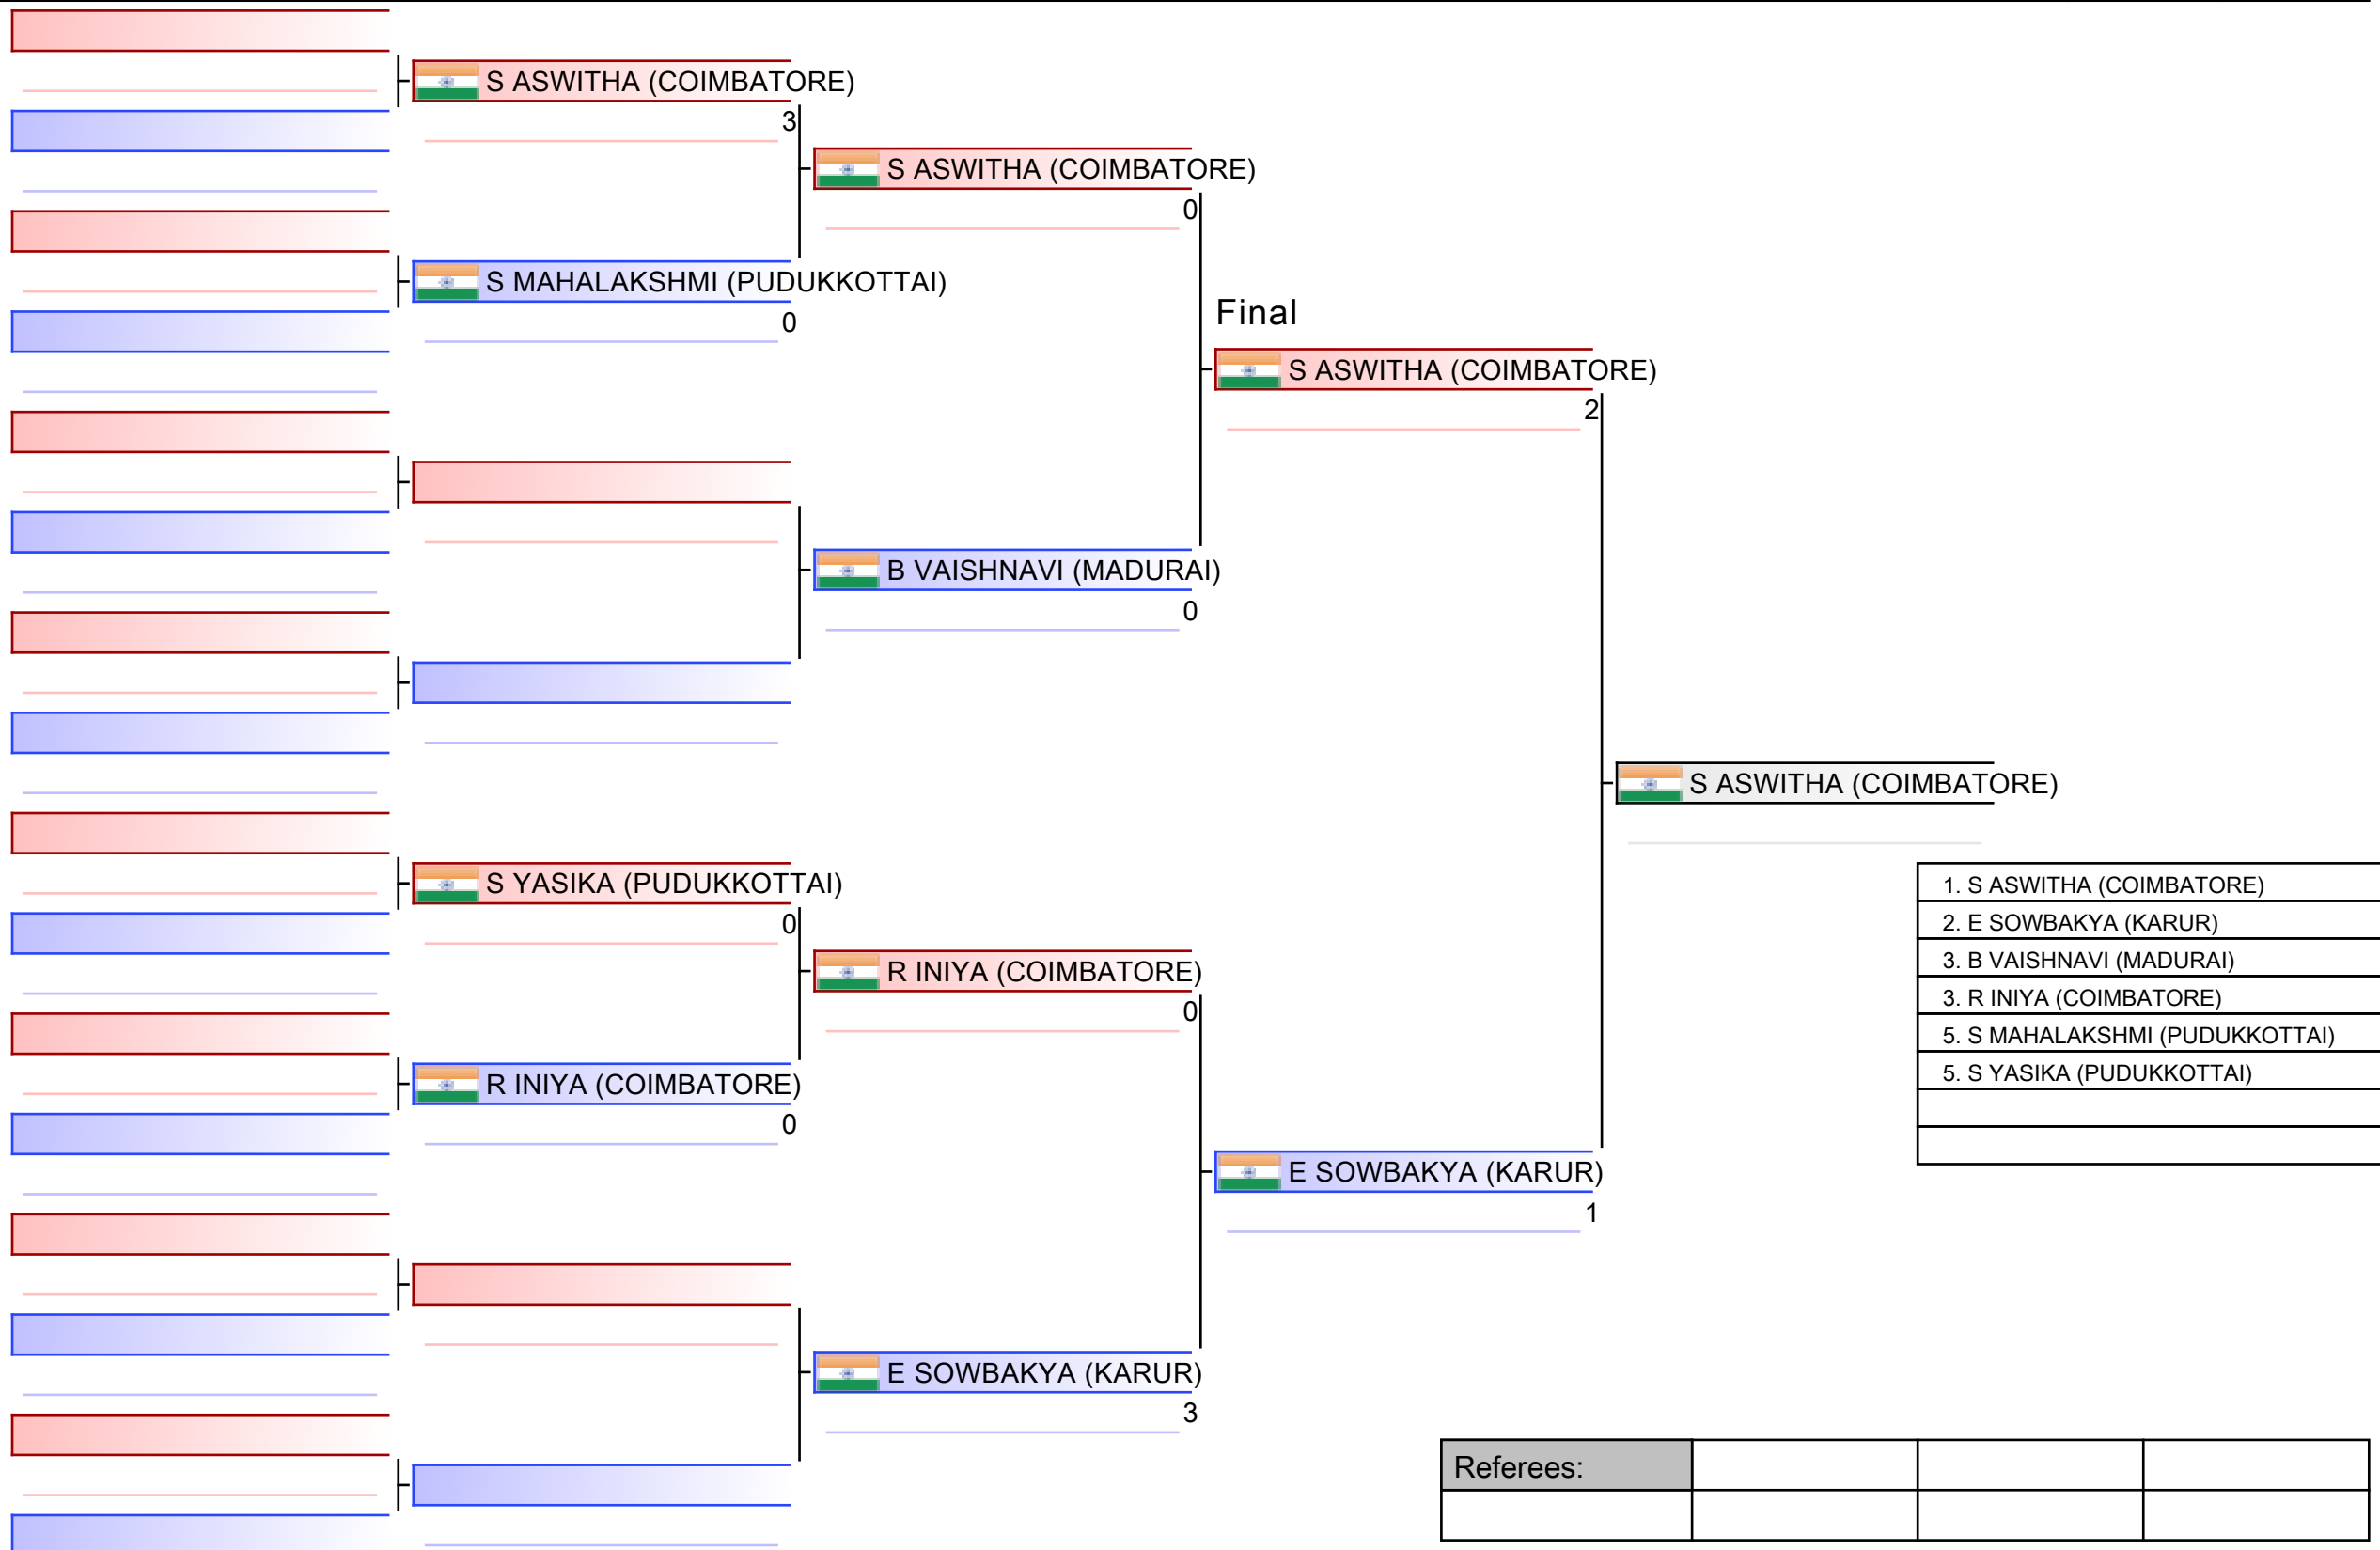 S ASWITHA (COIMBATORE)
3
S MAHALAKSHMI (PUDUKKOTTAI)
0
S YASIKA (PUDUKKOTTAI)
0
R INIYA (COIMBATORE)
0
S ASWITHA (COIMBATORE)
0
B VAISHNAVI (MADURAI)
0
R INIYA (COIMBATORE)
0
E SOWBAKYA (KARUR)
3
Final
S ASWITHA (COIMBATORE)
2
E SOWBAKYA (KARUR)
1
S ASWITHA (COIMBATORE)
1. S ASWITHA (COIMBATORE)
2. E SOWBAKYA (KARUR)
3. B VAISHNAVI (MADURAI)
3. R INIYA (COIMBATORE)
5. S MAHALAKSHMI (PUDUKKOTTAI)
5. S YASIKA (PUDUKKOTTAI)
Referees: